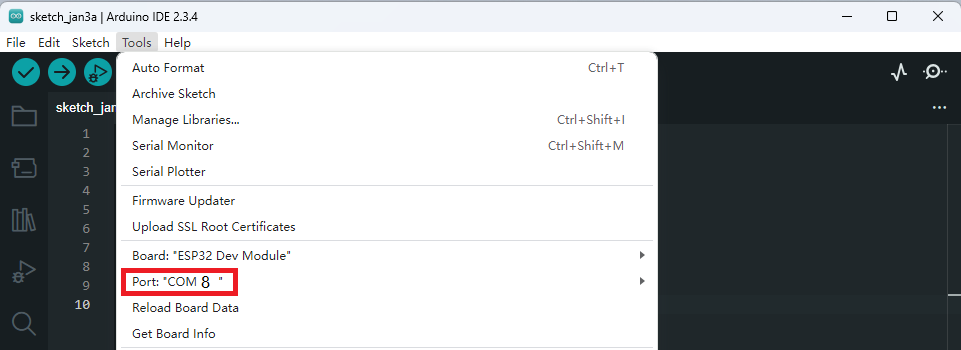 sketch_jan3a | Arduino IDE 2.3.4
File Edit Sketch Tools Help
Auto Format Ctrl+T
sketch_jan
Archive Sketch
Manage Libraries... Ctrl+Shift+I
Serial Monitor Ctrl+Shift+M
Serial Plotter
Firmware Updater
Upload SSL Root Certificates
Board: "ESP32 Dev Module"
Port: "COM 8 "
Reload Board Data
Get Board Info
1
2
3
4
5
6
7
8
9
10